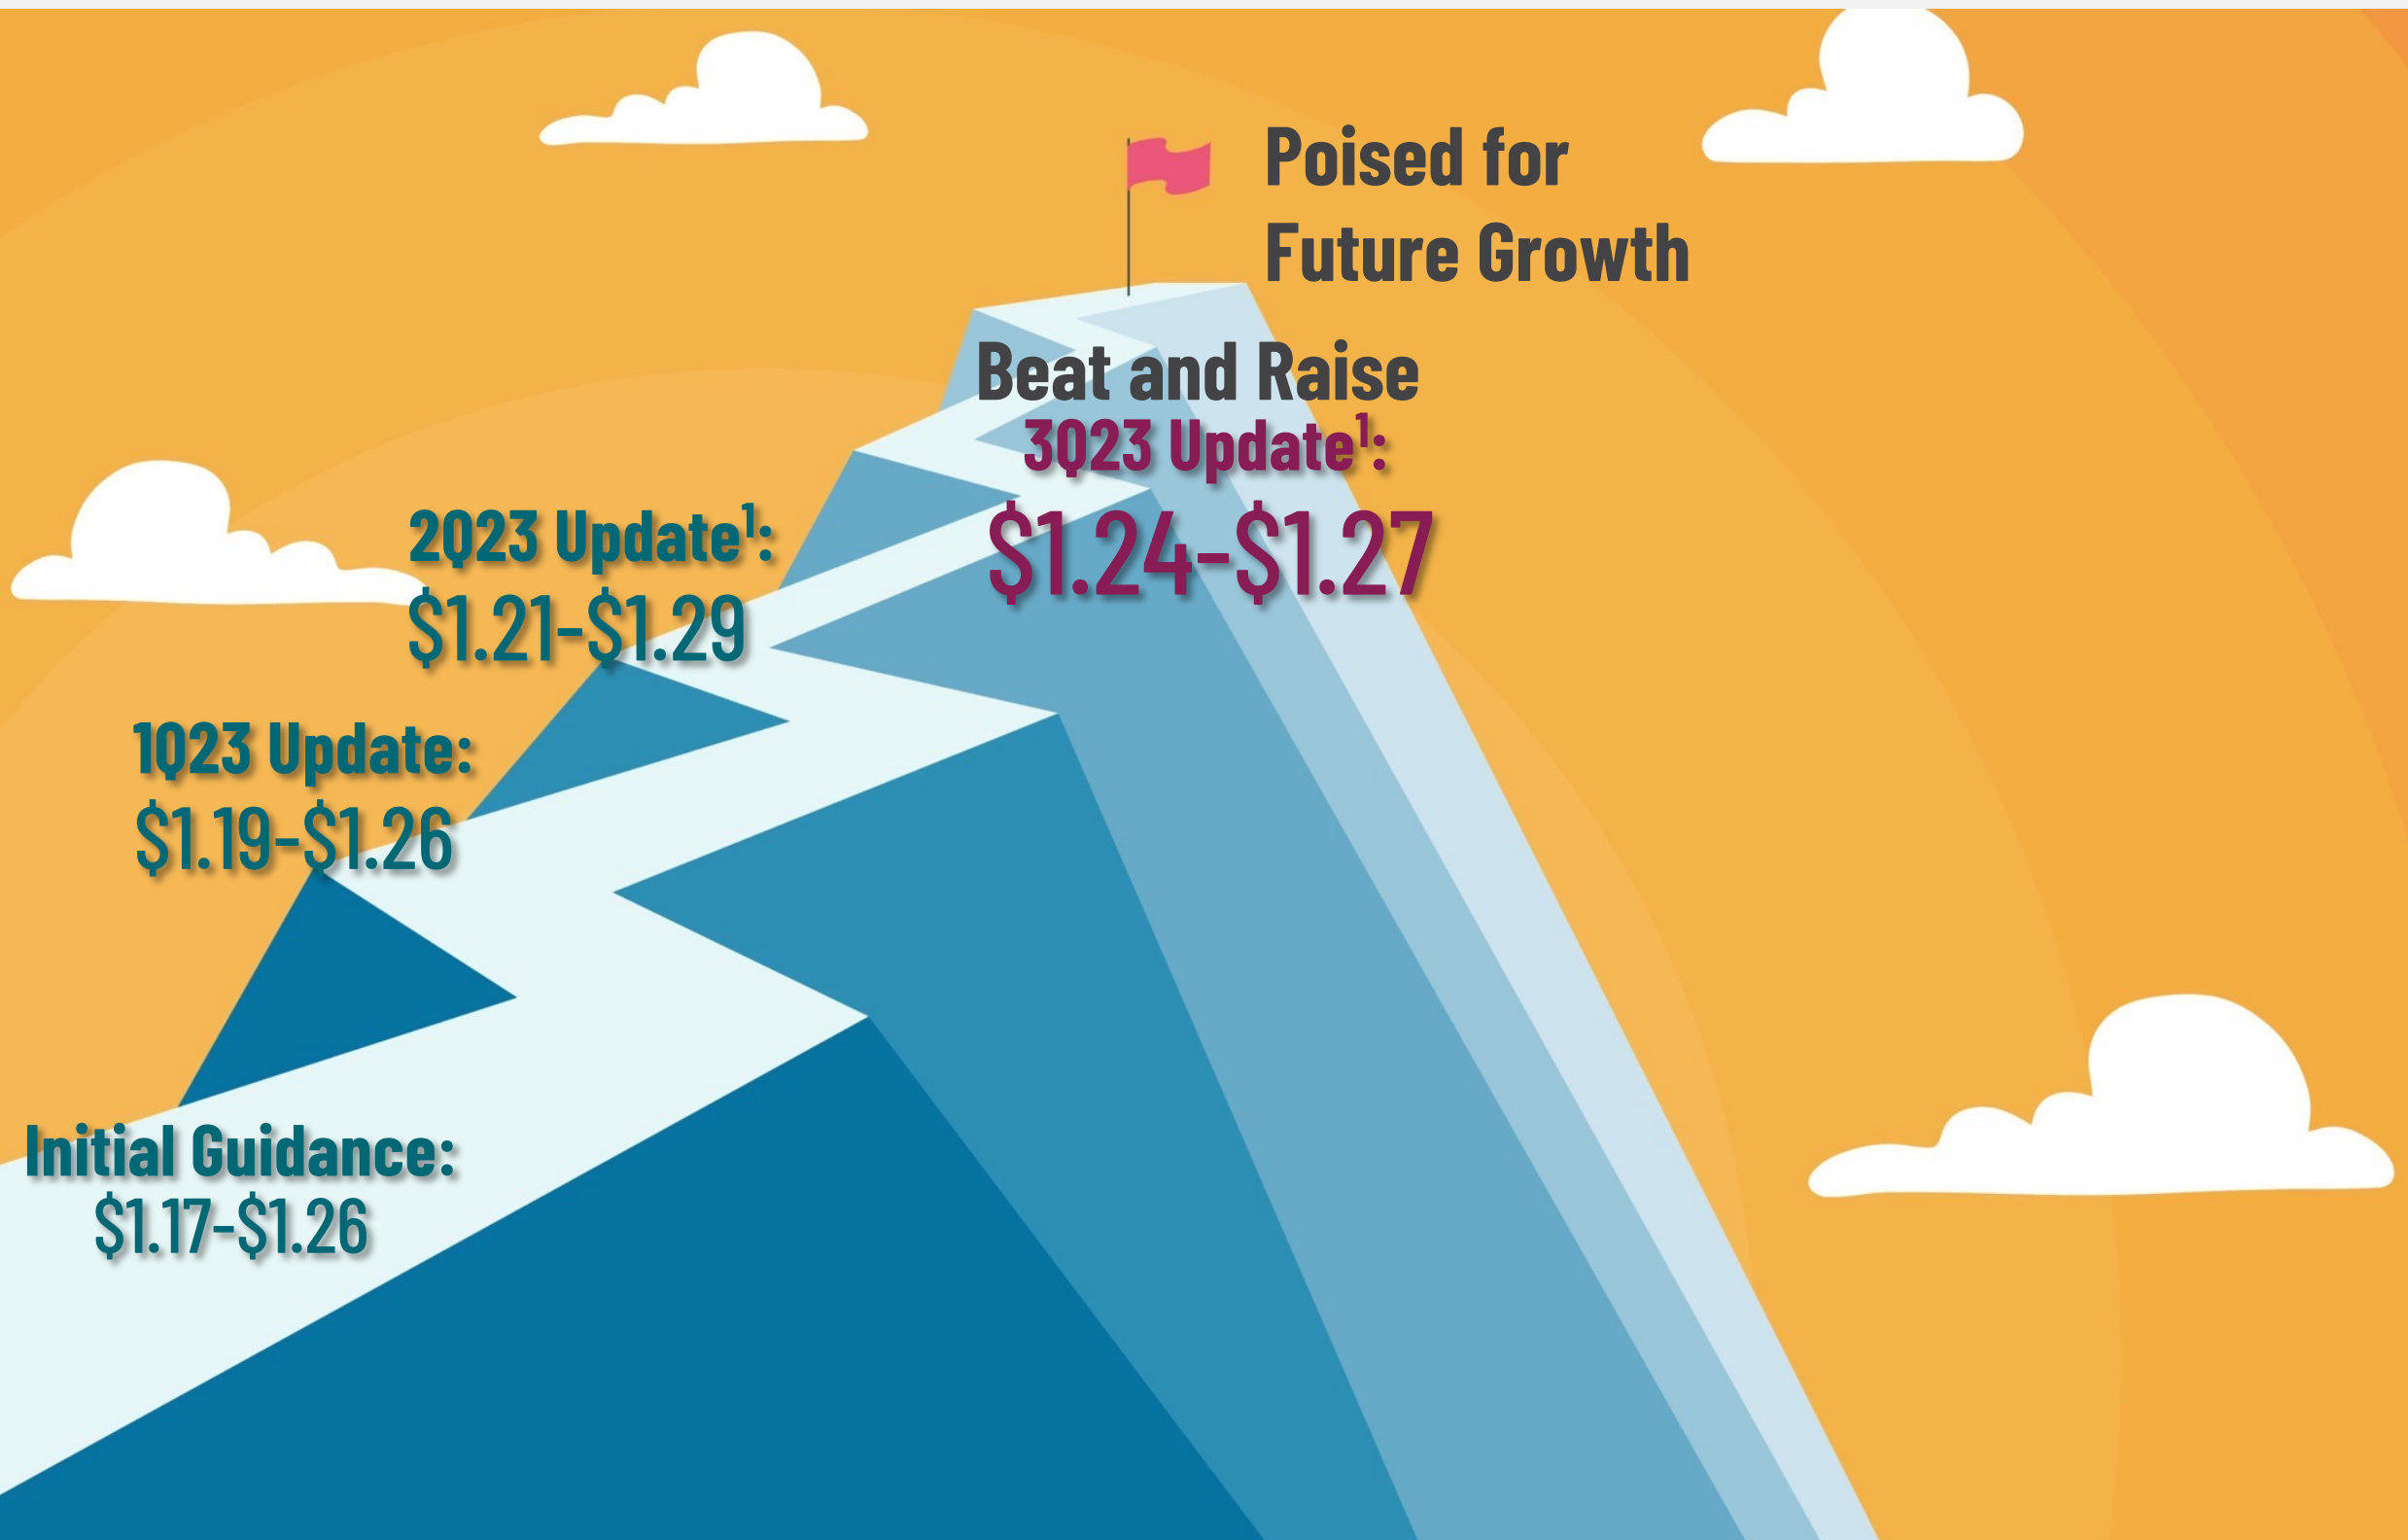 Poised for
Future Growth
Beat and Raise
3Q23 Update¹:
$1.24-$1.27
2Q23 Update¹:
$1.21-$1.29
1Q23 Update:
$1.19-$1.26
Initial Guidance:
$1.17-$1.26